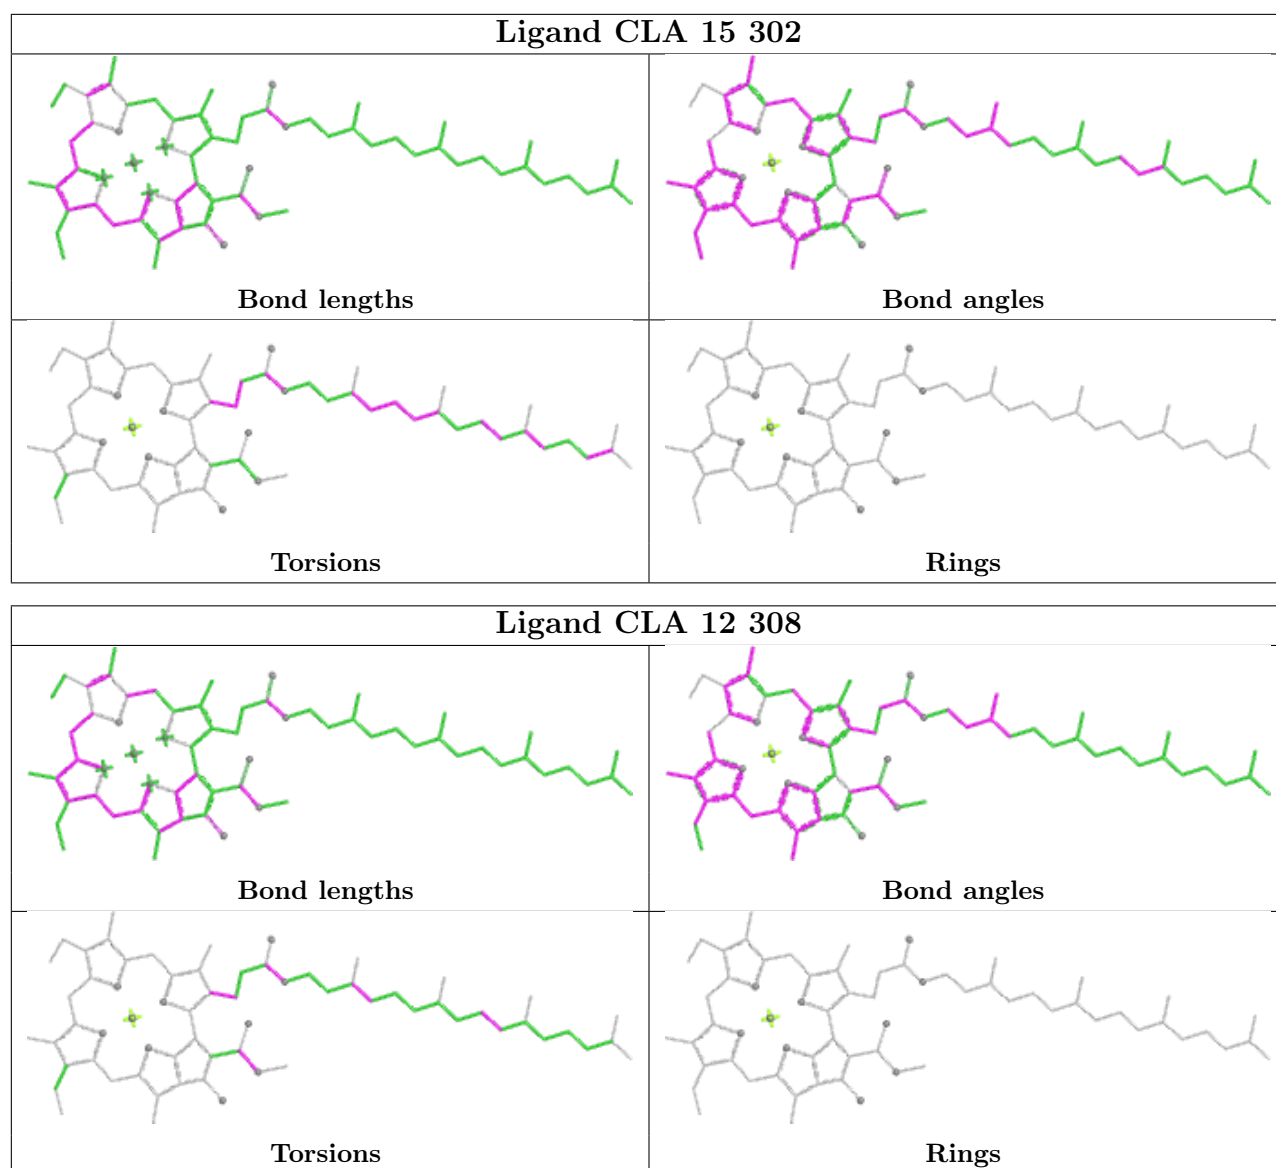 Ligand CLA 15 302
Bond lengths
Bond angles
Torsions
Rings
Ligand CLA 12 308
Bond lengths
Bond angles
Torsions
Rings